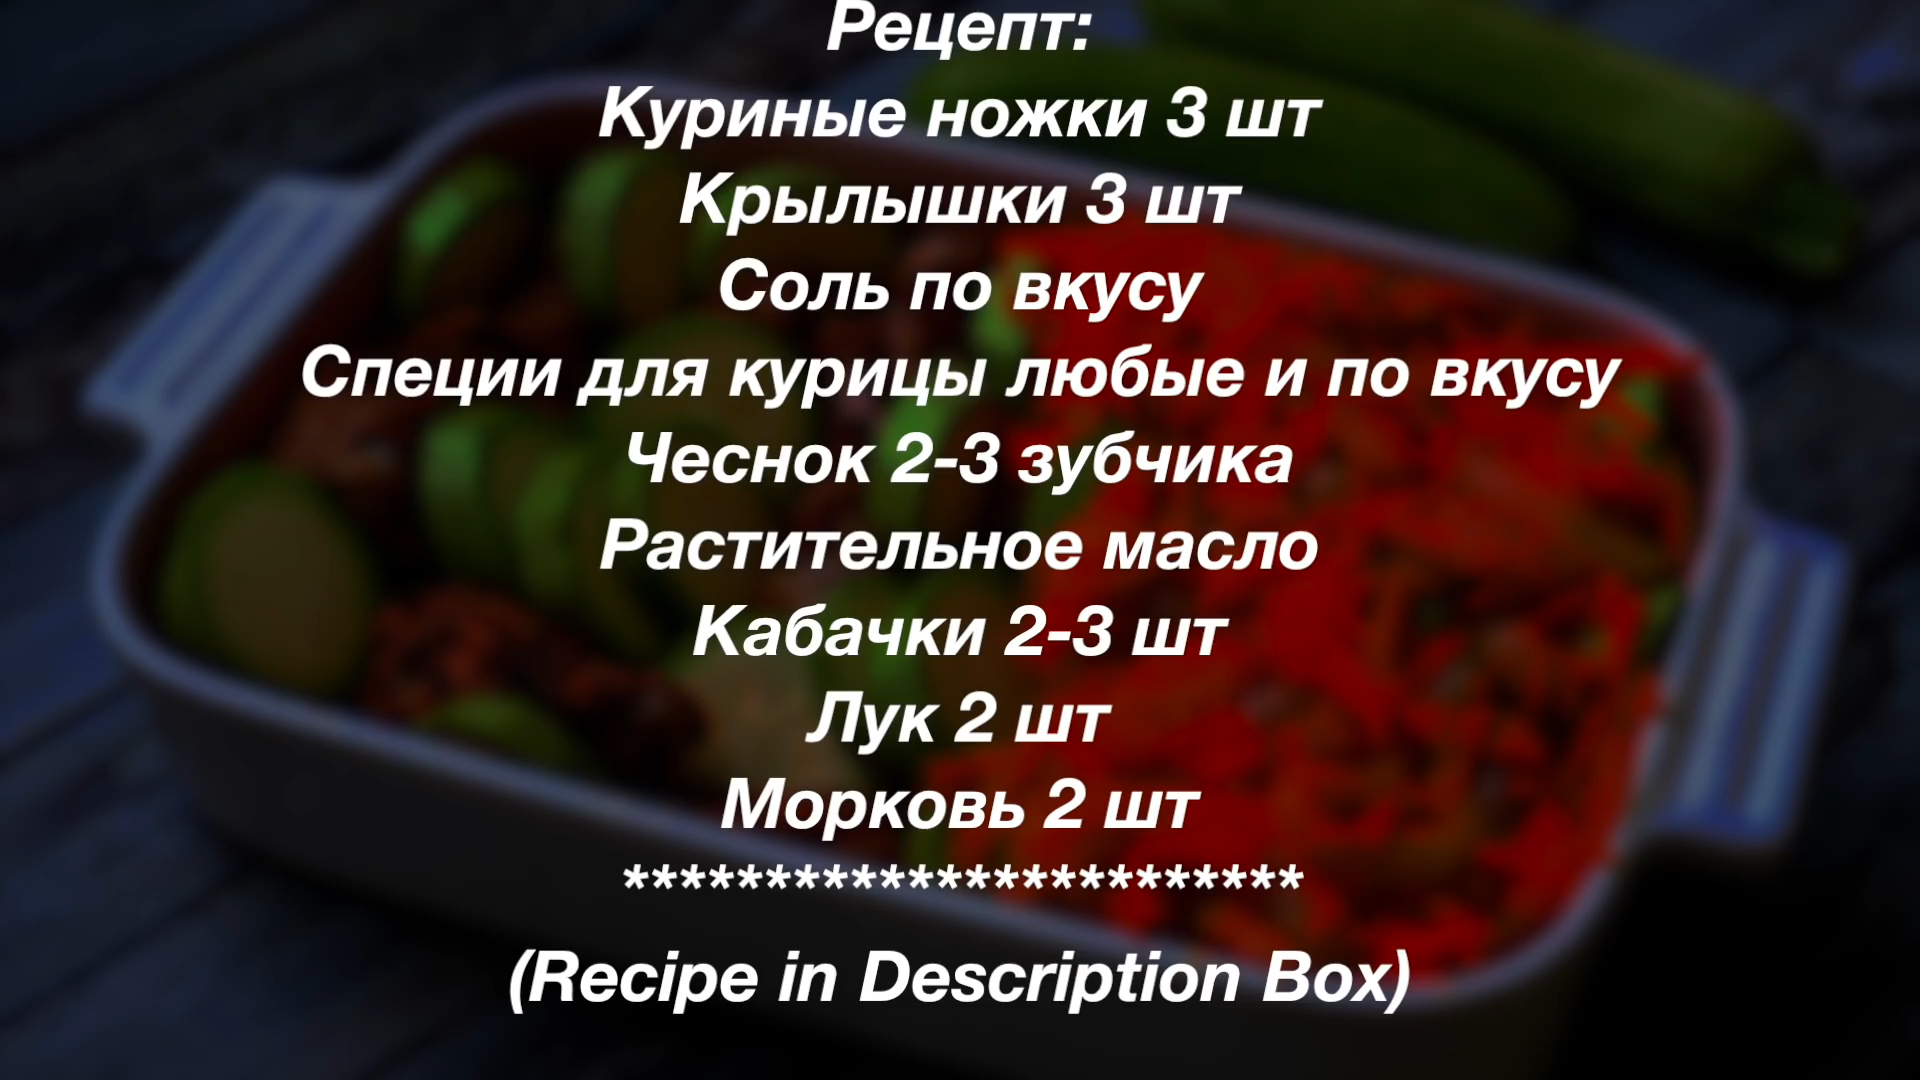 Рецепт:
Куриные ножки 3 шт
Крылышки 3 шт
Соль по вкусу
Специи для курицы любые и по вкусу
Чеснок 2-3 зубчика
Растительное масло
Кабачки 2-3 шт
Лук 2 шт
Морковь 2 шт
************************
(Recipe in Description Box)